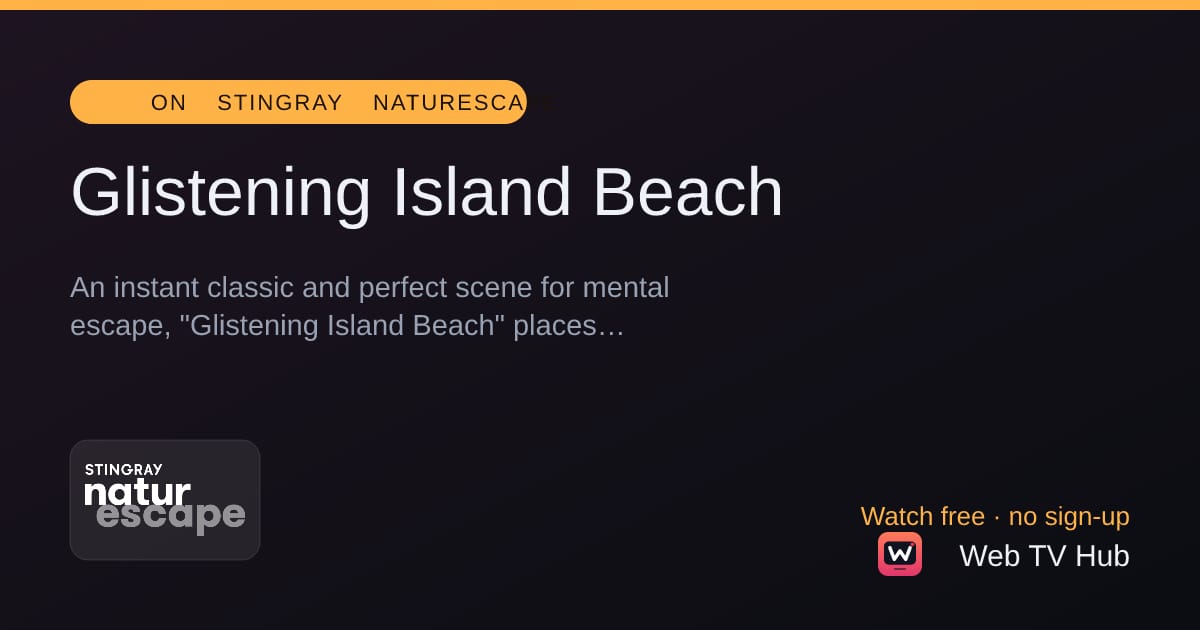 ON STINGRAY NATURESCA
Glistening Island Beach
An instant classic and perfect scene for mental
escape, "Glistening Island Beach" places…
STINGRAY
natur
escape
Watch free · no sign-up
W
Web TV Hub